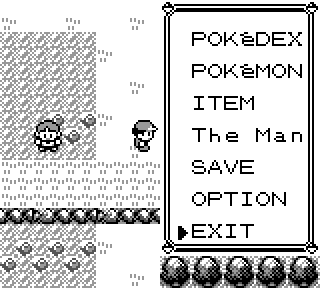 POKéDEX
POKéMON
ITEM
The Man
SAVE
OPTION
EXIT